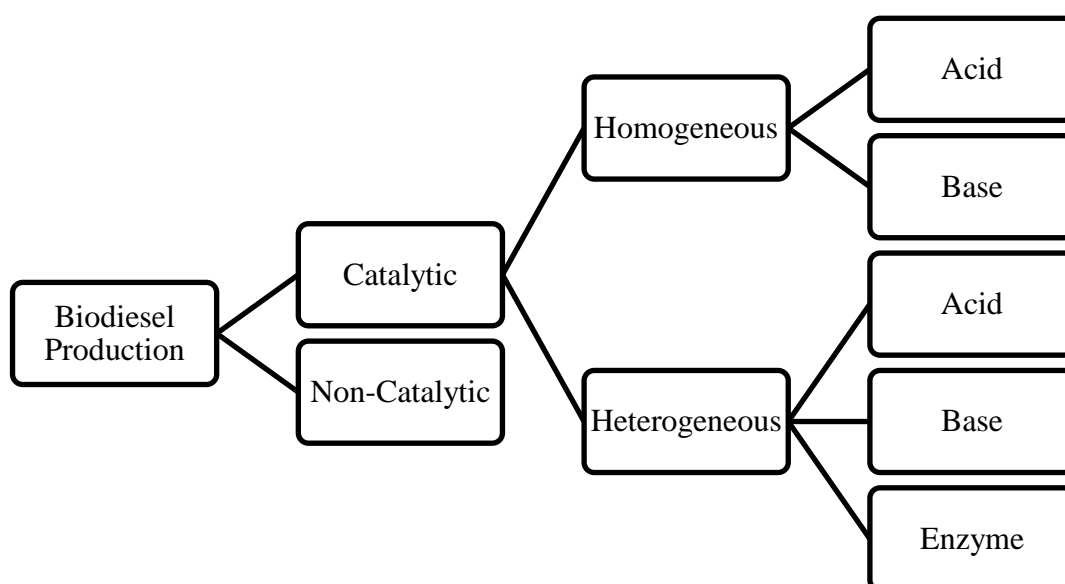 Biodiesel
Production
Catalytic
Non-Catalytic
Homogeneous
Heterogeneous
Acid
Base
Acid
Base
Enzyme